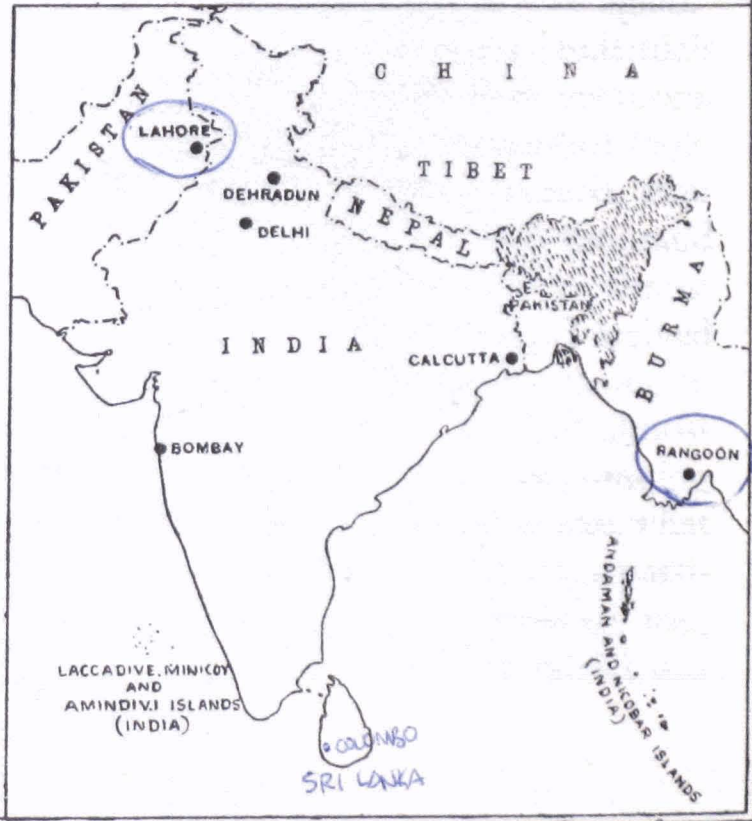 CHINA
LAHORE
PAKISTAN
TIBET
DEHRADUN
NEPAL
DELHI
E.
PAKISTAN
BURMA
INDIA
CALCUTTA
BOMBAY
RANGOON
ANDAMAN AND NICOBAR ISLANDS
(INDIA)
LACCADIVE, MINICOY
AND
AMINDIVI ISLANDS
(INDIA)
COLOMBO
SRI LANKA